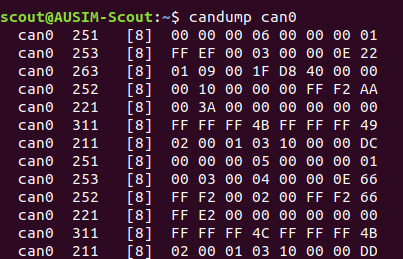 scout@AUSIM-Scout:~$ candump can0
can0 251 [8] 00 00 00 06 00 00 00 01
can0 253 [8] FF EF 00 03 00 00 0E 22
can0 263 [8] 01 09 00 1F D8 40 00 00
can0 252 [8] 00 10 00 00 00 FF F2 AA
can0 221 [8] 00 3A 00 00 00 00 00 00
can0 311 [8] FF FF FF 4B FF FF FF 49
can0 211 [8] 02 00 01 03 10 00 00 DC
can0 251 [8] 00 00 00 05 00 00 00 01
can0 253 [8] 00 03 00 04 00 00 0E 66
can0 252 [8] FF F2 00 02 00 FF F2 66
can0 221 [8] FF E2 00 00 00 00 00 00
can0 311 [8] FF FF FF 4C FF FF FF 4B
can0 211 [8] 02 00 01 03 10 00 00 DD